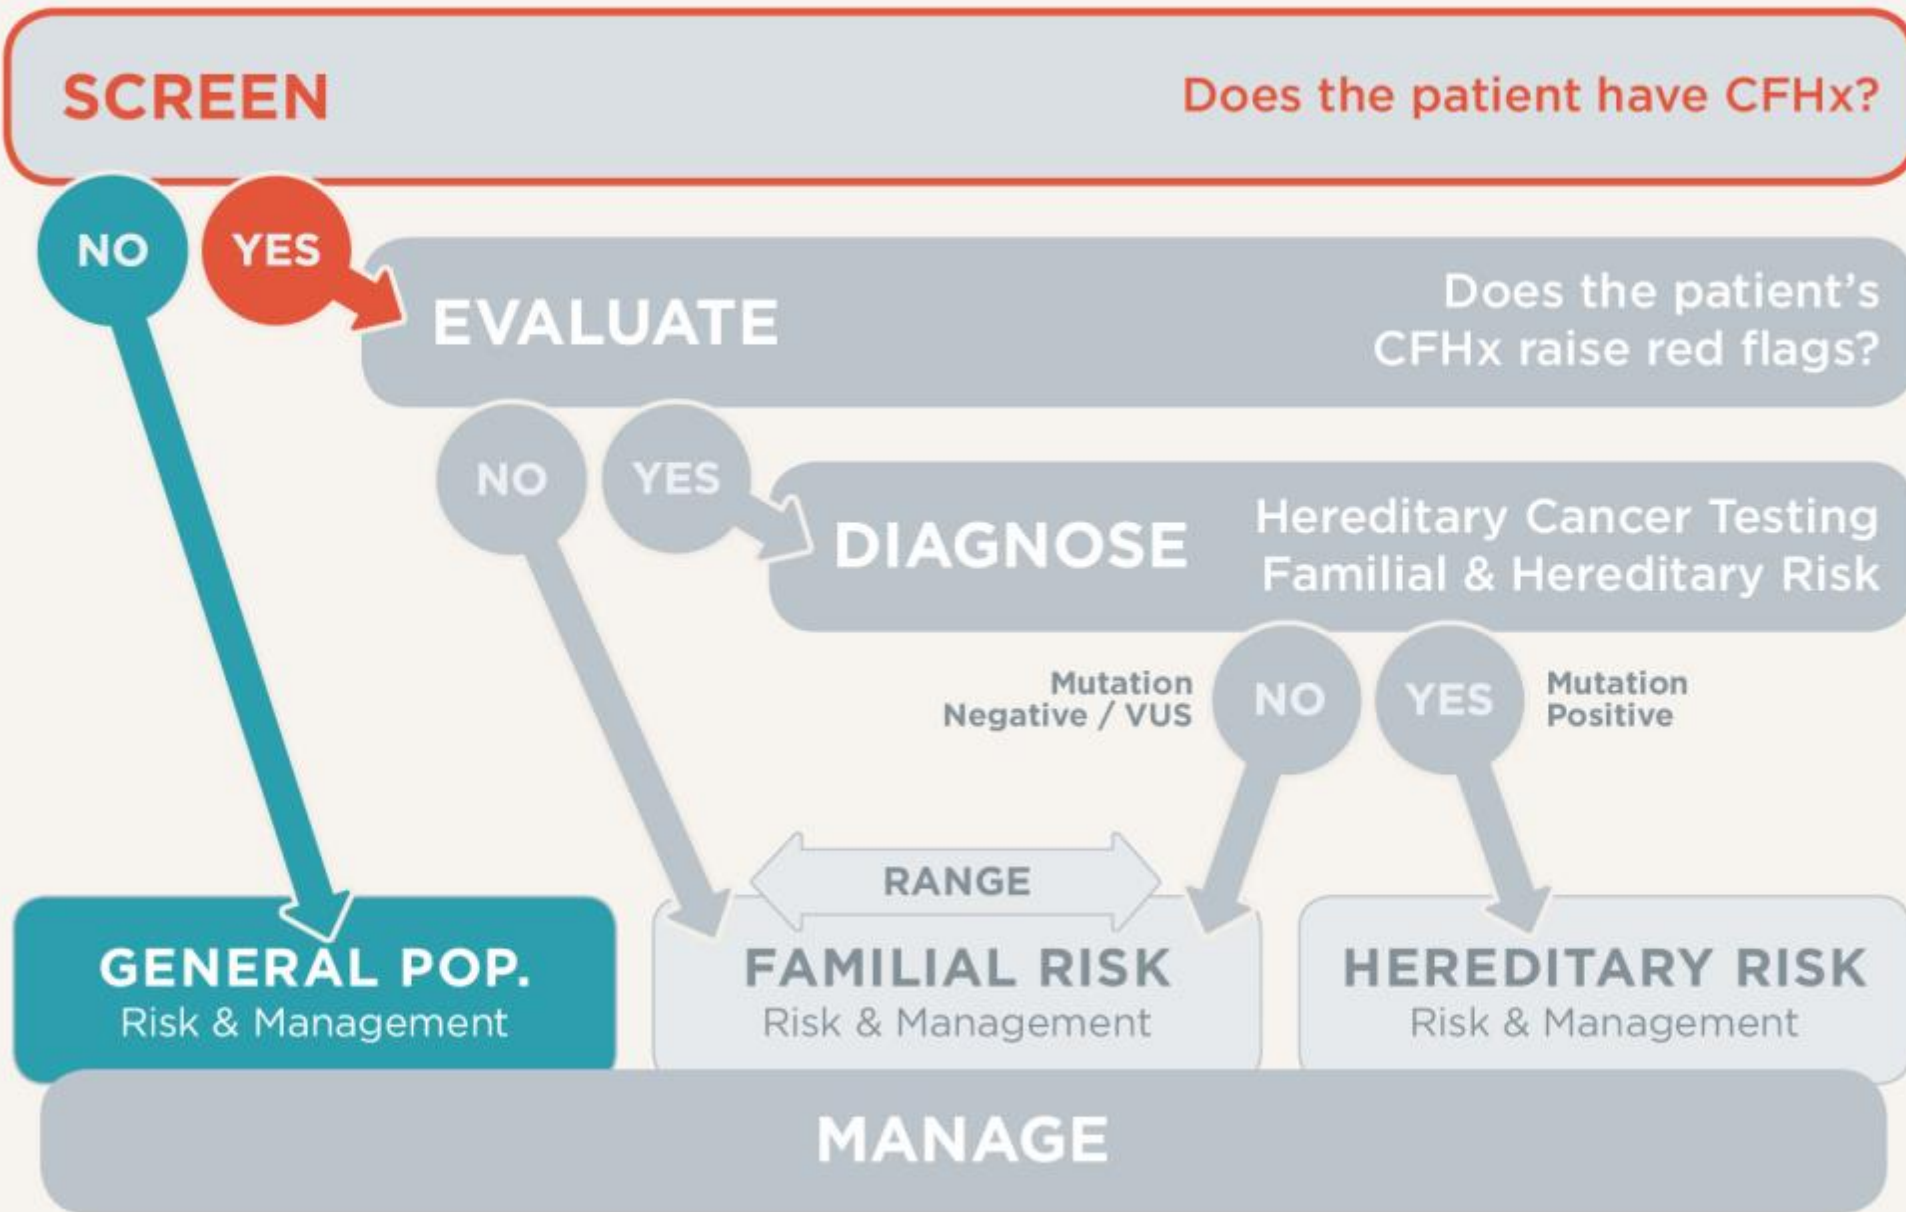 SCREEN
Does the patient have CFHx?
NO
YES
EVALUATE
Does the patient's
CFHx raise red flags?
NO
YES
DIAGNOSE
Hereditary Cancer Testing
Familial & Hereditary Risk
Mutation
Negative / VUS
NO
YES
Mutation
Positive
RANGE
GENERAL POP.
Risk & Management
FAMILIAL RISK
Risk & Management
HEREDITARY RISK
Risk & Management
MANAGE